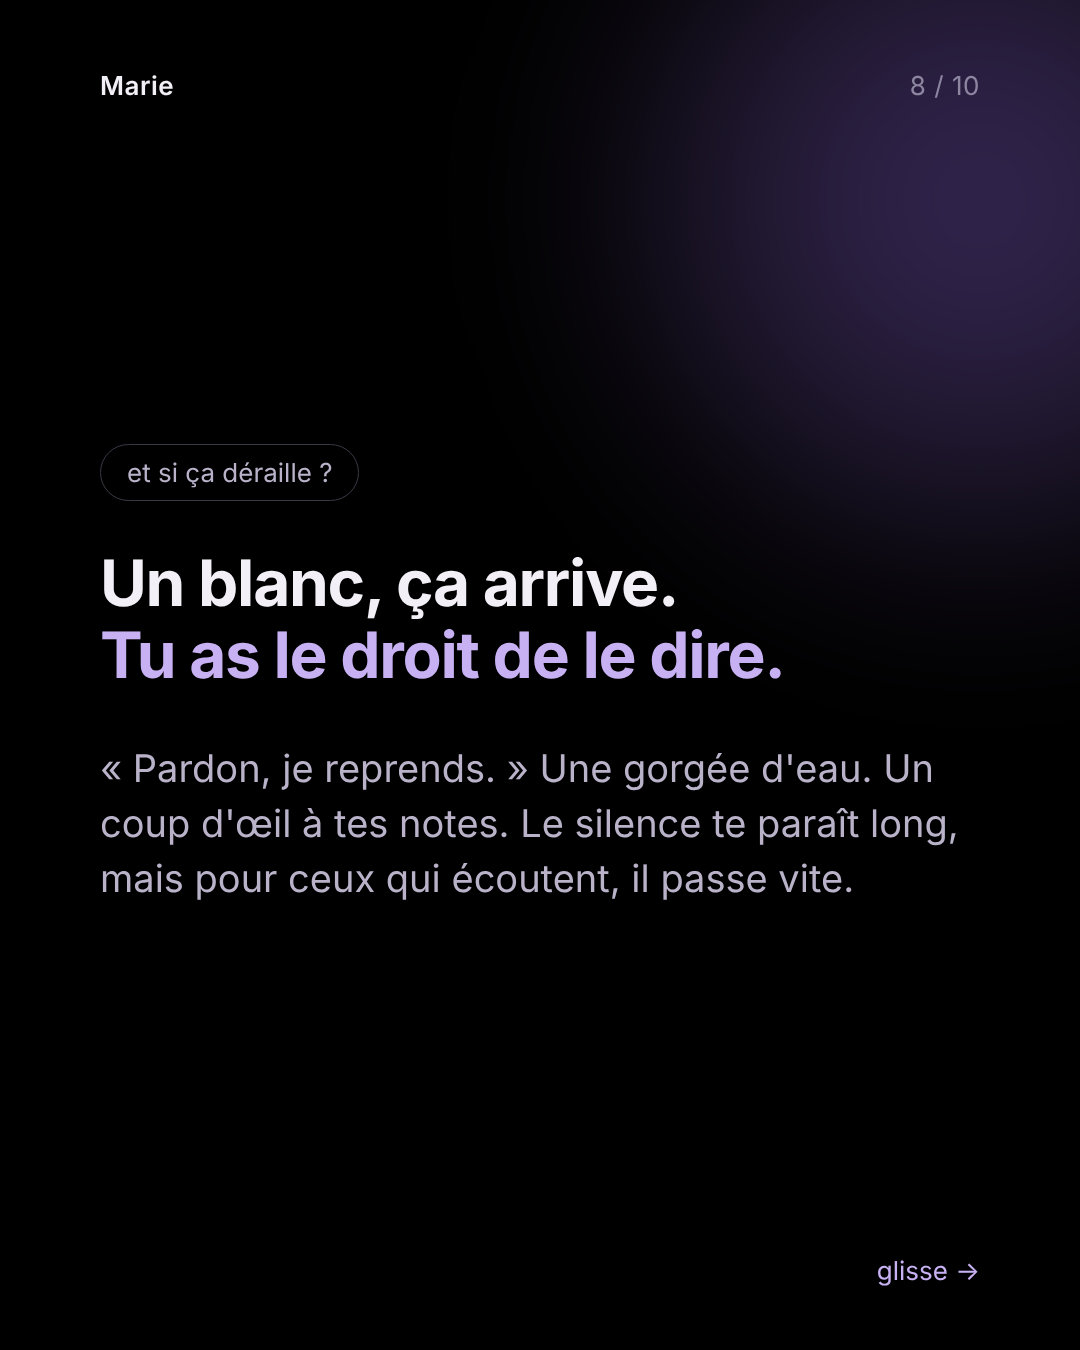 Marie
8 / 10
et si ça déraille ?
Un blanc, ça arrive.
Tu as le droit de le dire.
« Pardon, je reprends. » Une gorgée d'eau. Un
coup d'œil à tes notes. Le silence te paraît long,
mais pour ceux qui écoutent, il passe vite.
glisse →